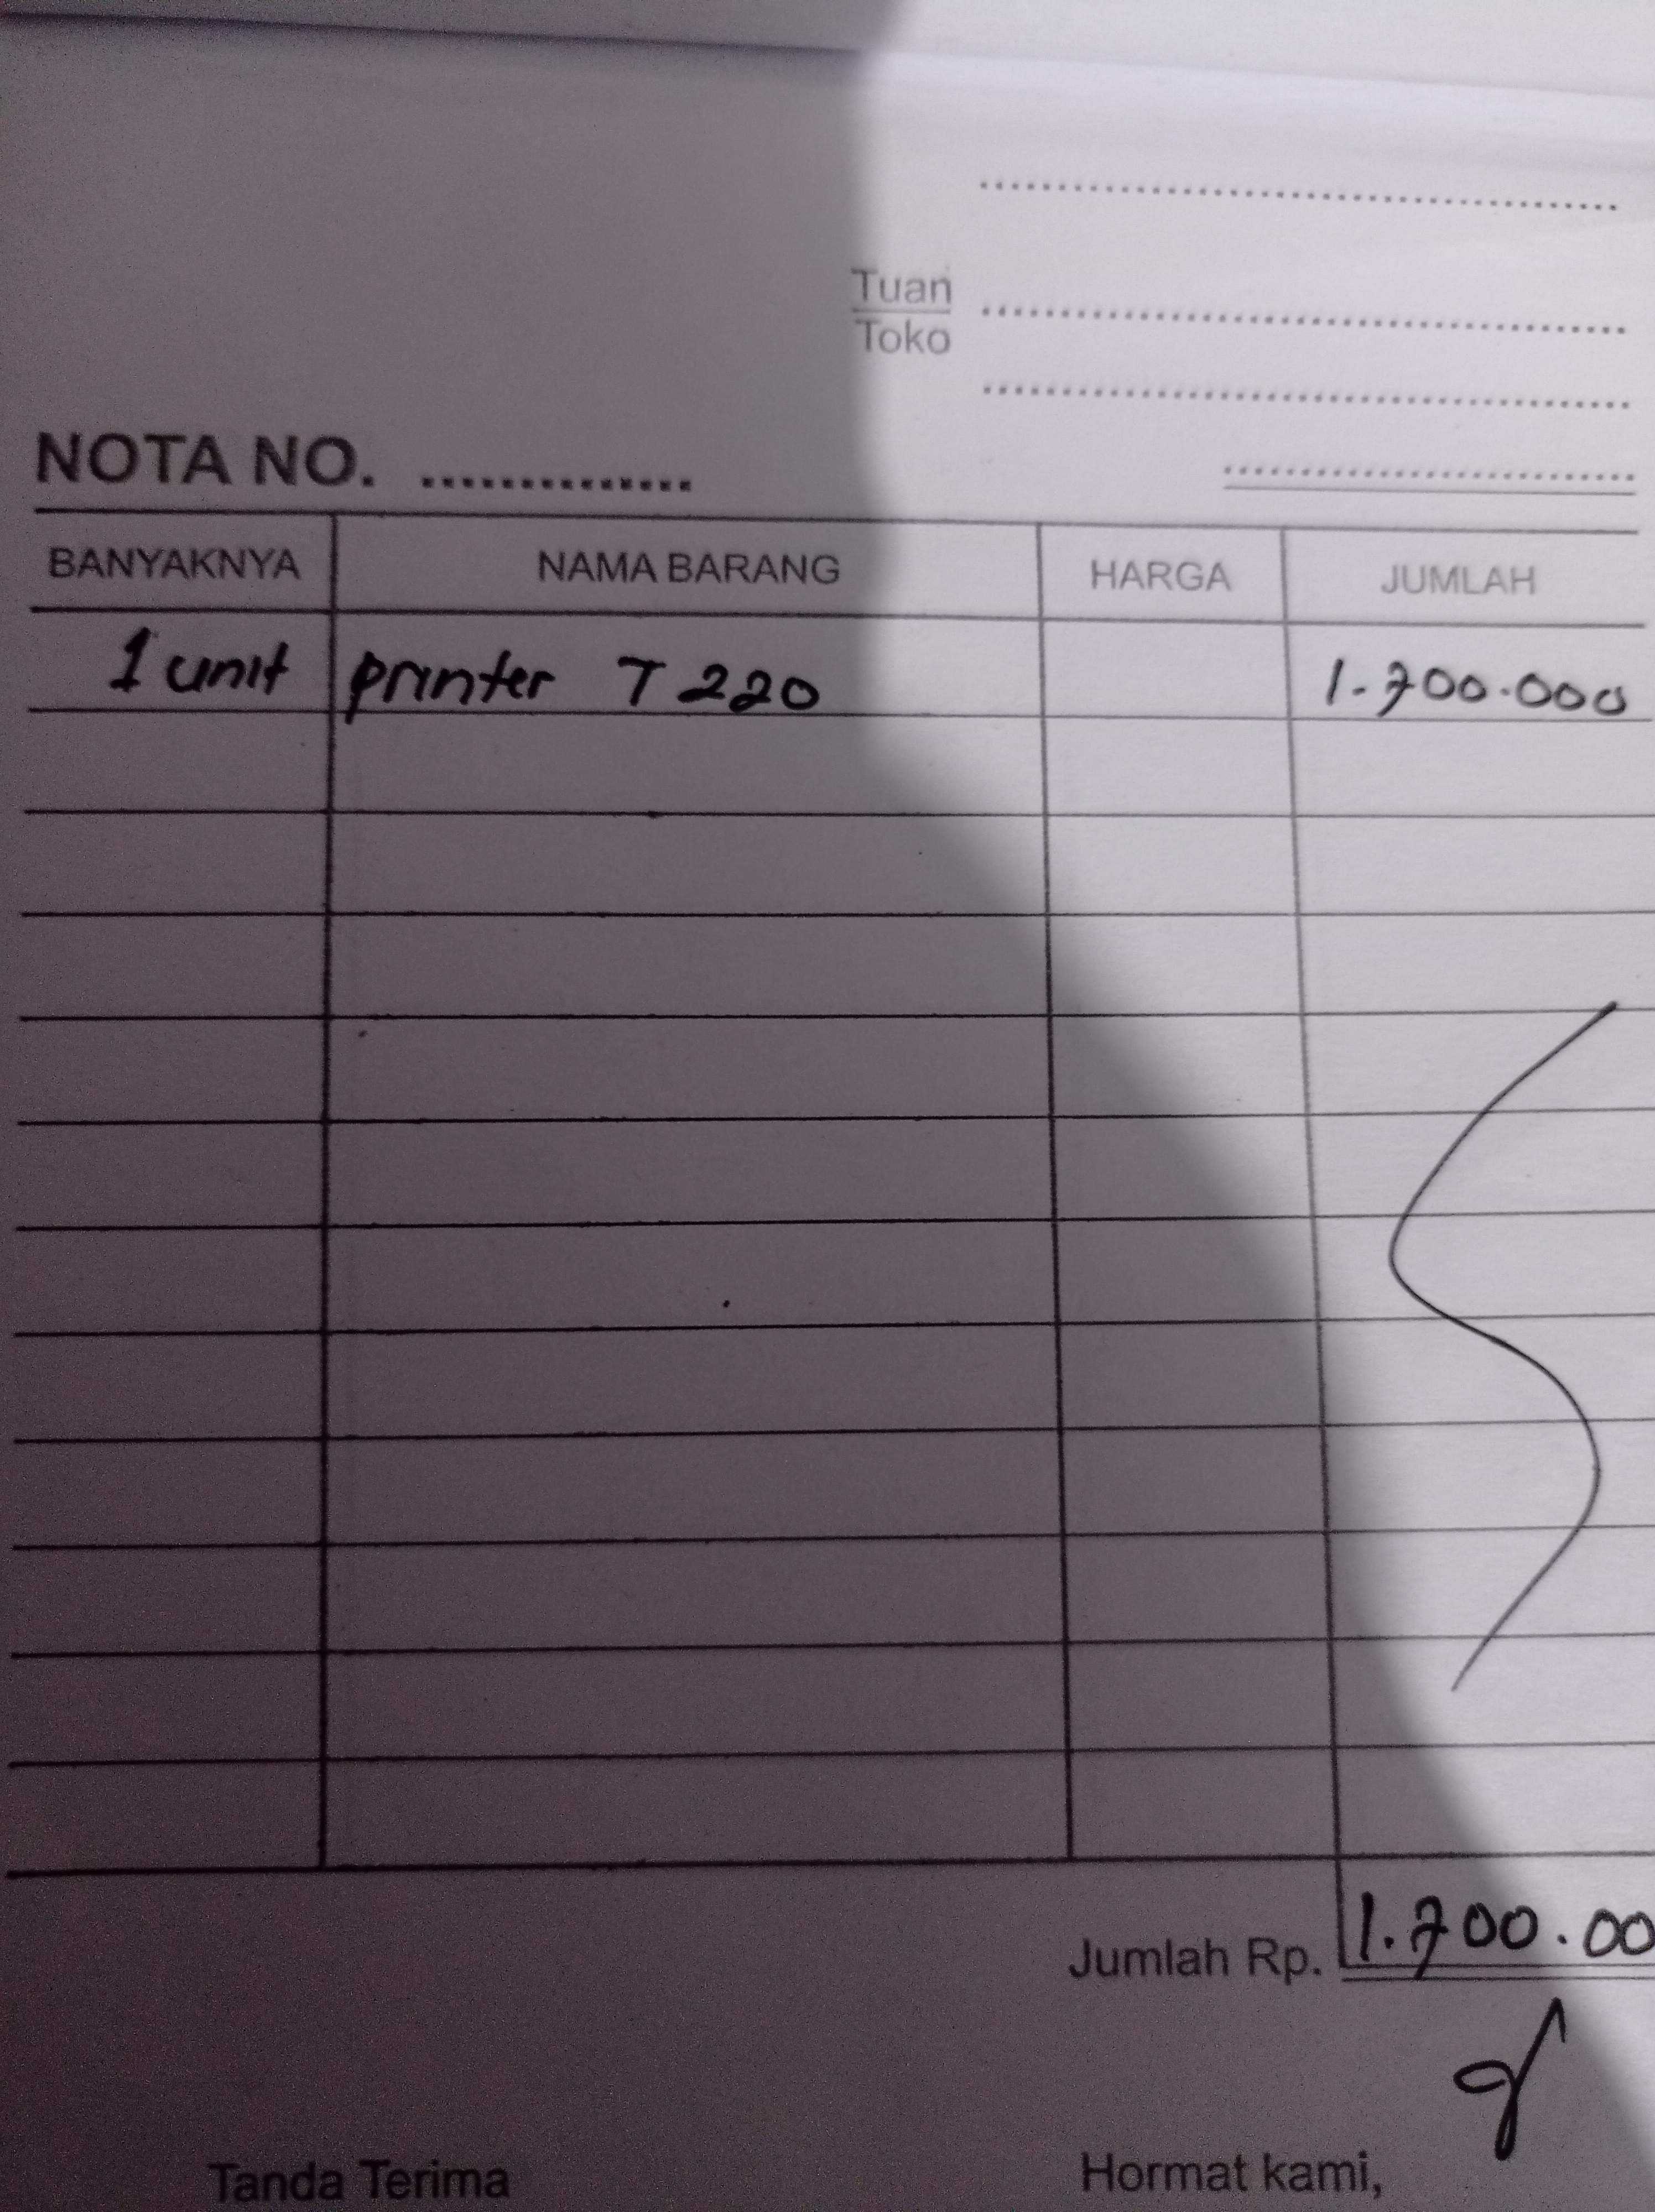 Tuan
Toko
NOTA NO. ..............
BANYAKNYA NAMA BARANG HARGA JUMLAH
1 unit printer T 220 1.700.000
Jumlah Rp. 1.700.00
Tanda Terima Hormat kami,